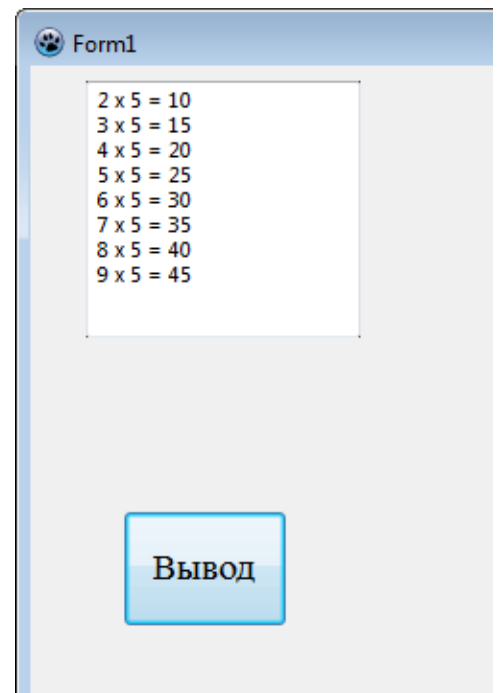 Form1
2 x 5 = 10
3 x 5 = 15
4 x 5 = 20
5 x 5 = 25
6 x 5 = 30
7 x 5 = 35
8 x 5 = 40
9 x 5 = 45
Вывод